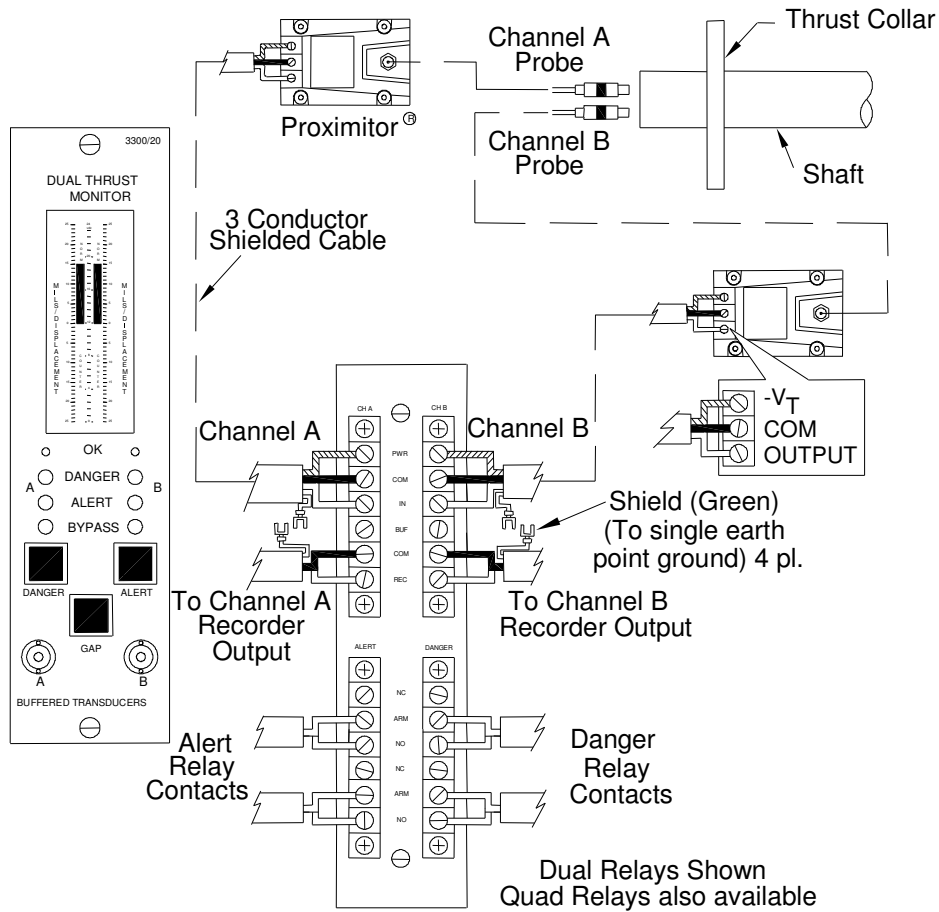 Thrust Collar
Channel A
Probe
Proximitor ®
Channel B
Probe
Shaft
3300/20
DUAL THRUST
MONITOR
3 Conductor
Shielded Cable
MILS/DISPLACEMENT
MILS/DISPLACEMENT
NORMAL
NORMAL
COUNTER
COUNTER
-VT
COM
OUTPUT
CH A
CH B
Channel A
Channel B
PWR
COM
IN
BUF
COM
REC
OK
DANGER
A
B
ALERT
BYPASS
Shield (Green)
(To single earth
point ground) 4 pl.
DANGER
ALERT
GAP
To Channel A
Recorder
Output
To Channel B
Recorder Output
A
B
BUFFERED TRANSDUCERS
ALERT
DANGER
NC
ARM
NO
NC
ARM
NO
Alert
Relay
Contacts
Danger
Relay
Contacts
Dual Relays Shown
Quad Relays also available